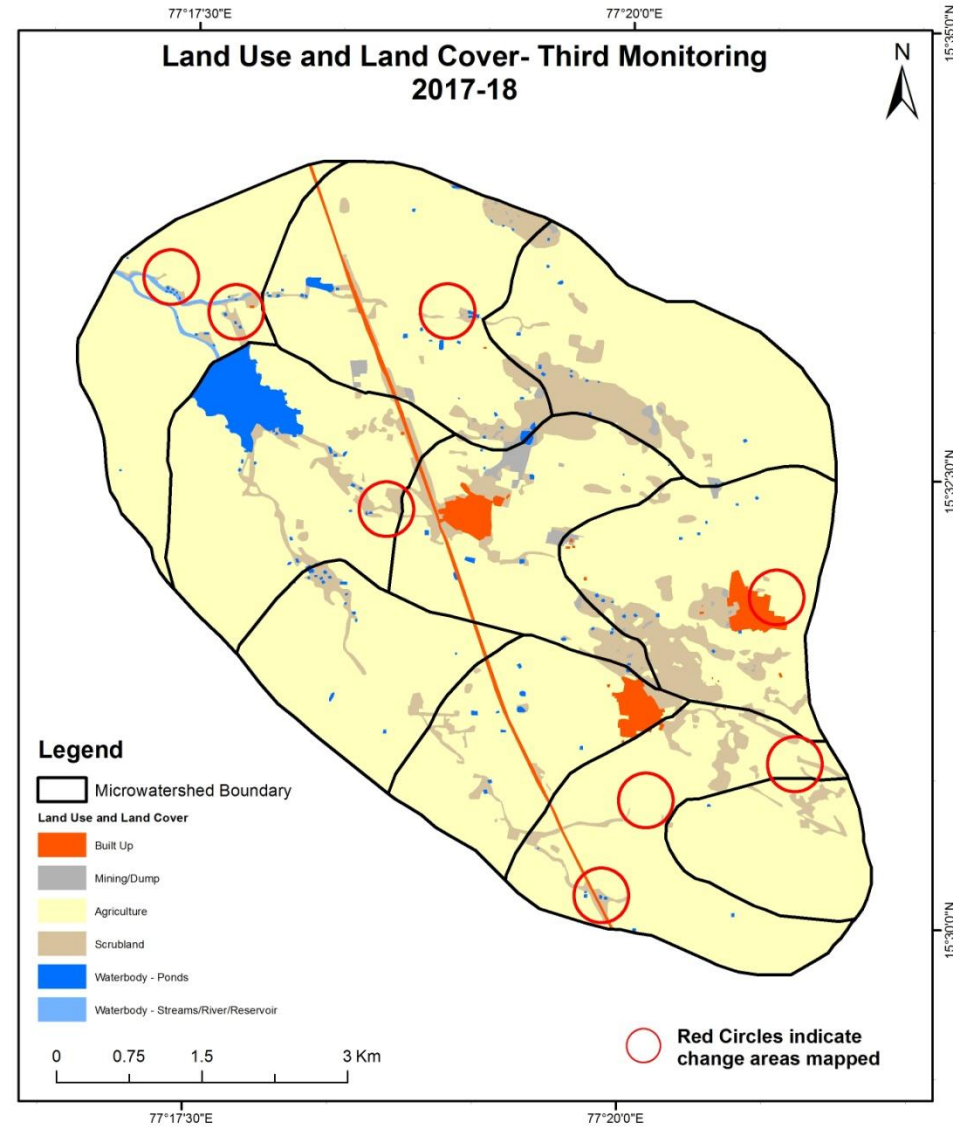 77°17'30"E
77°20'0"E
15°35'0"N
Land Use and Land Cover- Third Monitoring
2017-18
N
15°32'30"N
Legend
Microwatershed Boundary
Land Use and Land Cover
Built Up
Mining/Dump
Agriculture
Scrubland
Waterbody - Ponds
Waterbody - Streams/River/Reservoir
15°30'0"N
0 0.75 1.5 3 Km
Red Circles indicate
change areas mapped
77°17'30"E
77°20'0"E